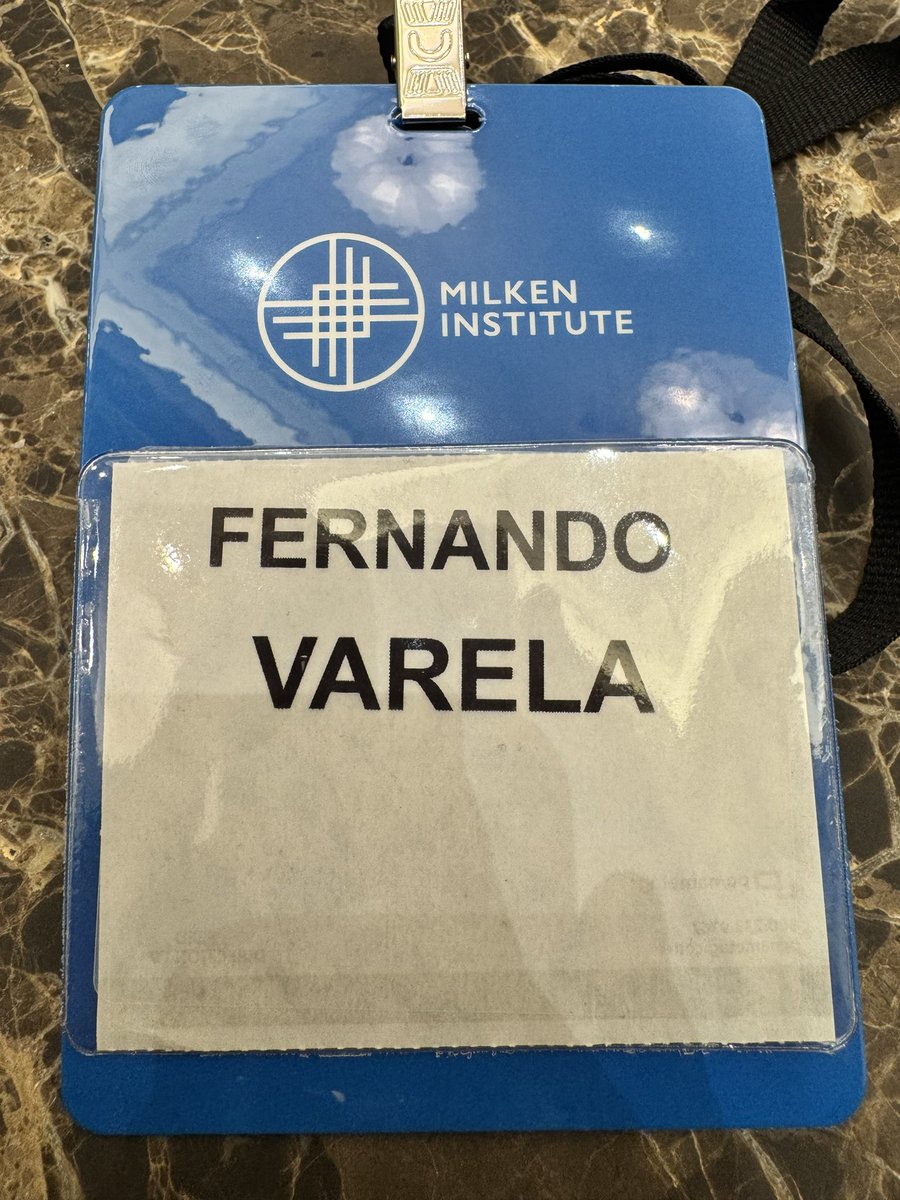 MILKEN
INSTITUTE
FERNANDO
VARELA